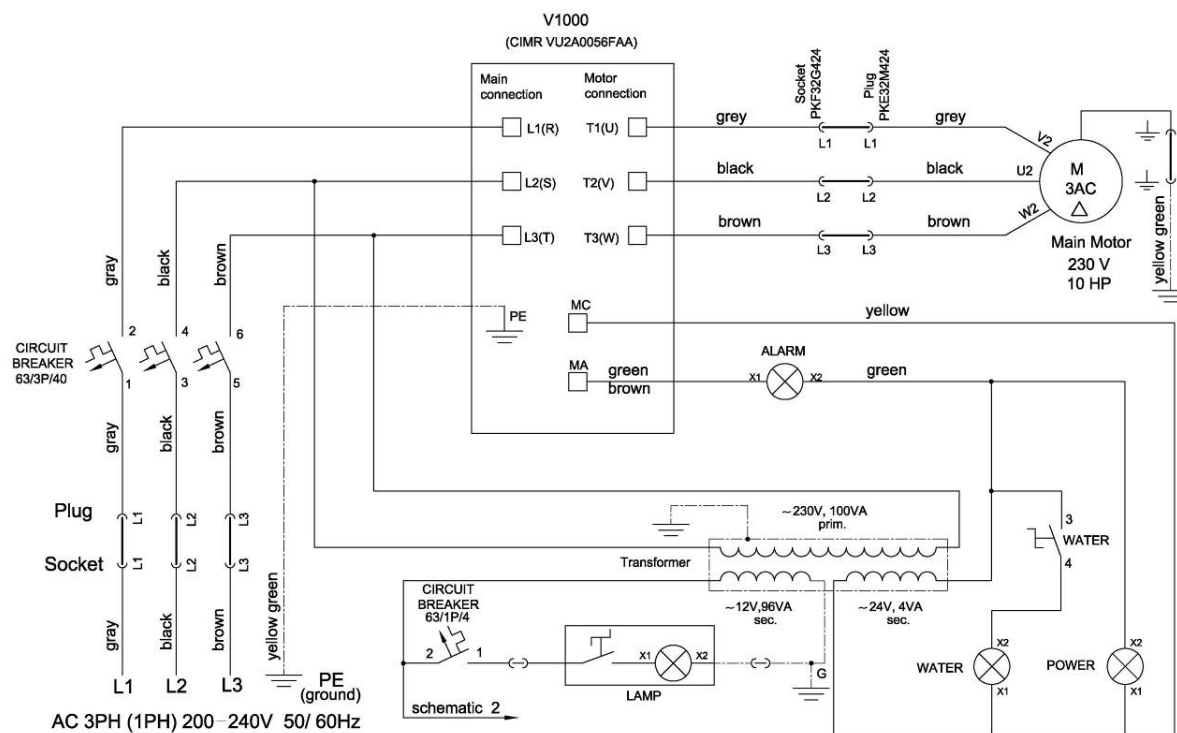 V1000
(CIMR VU2A0056FAA)
Main
connection
Motor
connection
Socket
PKF32G424
Plug
PKE32M424
L1(R)
T1(U)
grey
L1
L1
grey
V2
L2(S)
T2(V)
black
L2
L2
black
U2
M
3AC
L3(T)
T3(W)
brown
L3
L3
brown
W2
Main Motor
230 V
10 HP
yellow green
gray
black
brown
PE
MC
yellow
2
4
6
CIRCUIT
BREAKER
63/3P/40
1
3
5
MA
green
brown
X1
ALARM
X2
green
gray
black
brown
Plug
L1
L2
L3
Socket
L1
L2
L3
~230V, 100VA
prim.
Transformer
3
WATER
4
~12V,96VA
sec.
~24V, 4VA
sec.
CIRCUIT
BREAKER
63/1P/4
2
1
X1
X2
LAMP
G
gray
black
brown
yellow green
WATER
X2
X1
POWER
X2
X1
L1
L2
L3
PE
(ground)
schematic 2
AC 3PH (1PH) 200-240V 50/ 60Hz